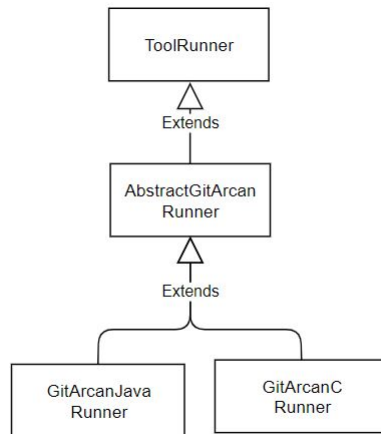 ToolRunner
Extends
AbstractGitArcan
Runner
Extends
GitArcanJava
Runner
GitArcanC
Runner